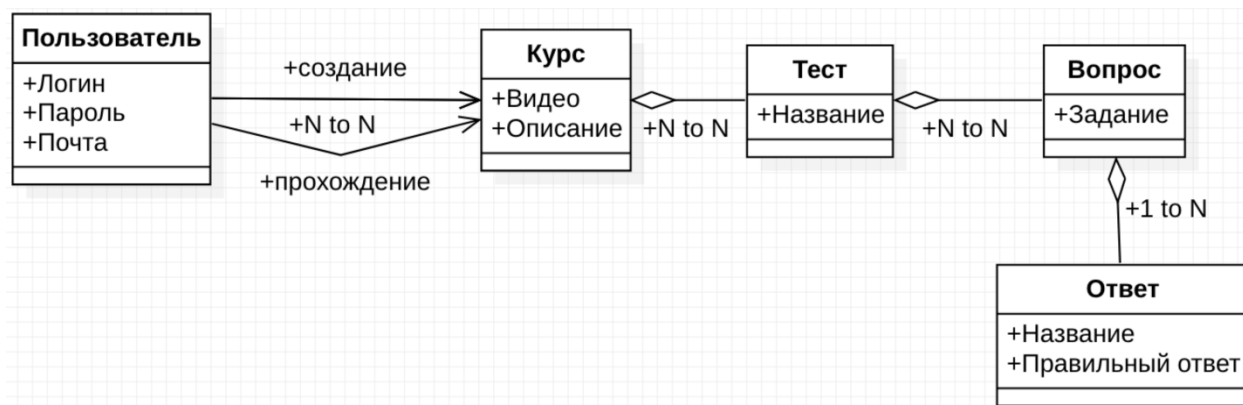 Пользователь
+Логин
+Пароль
+Почта
+создание
+N to N
+прохождение
Курс
+Видео
+Описание
+N to N
Тест
+Название
+N to N
Вопрос
+Задание
+1 to N
Ответ
+Название
+Правильный ответ